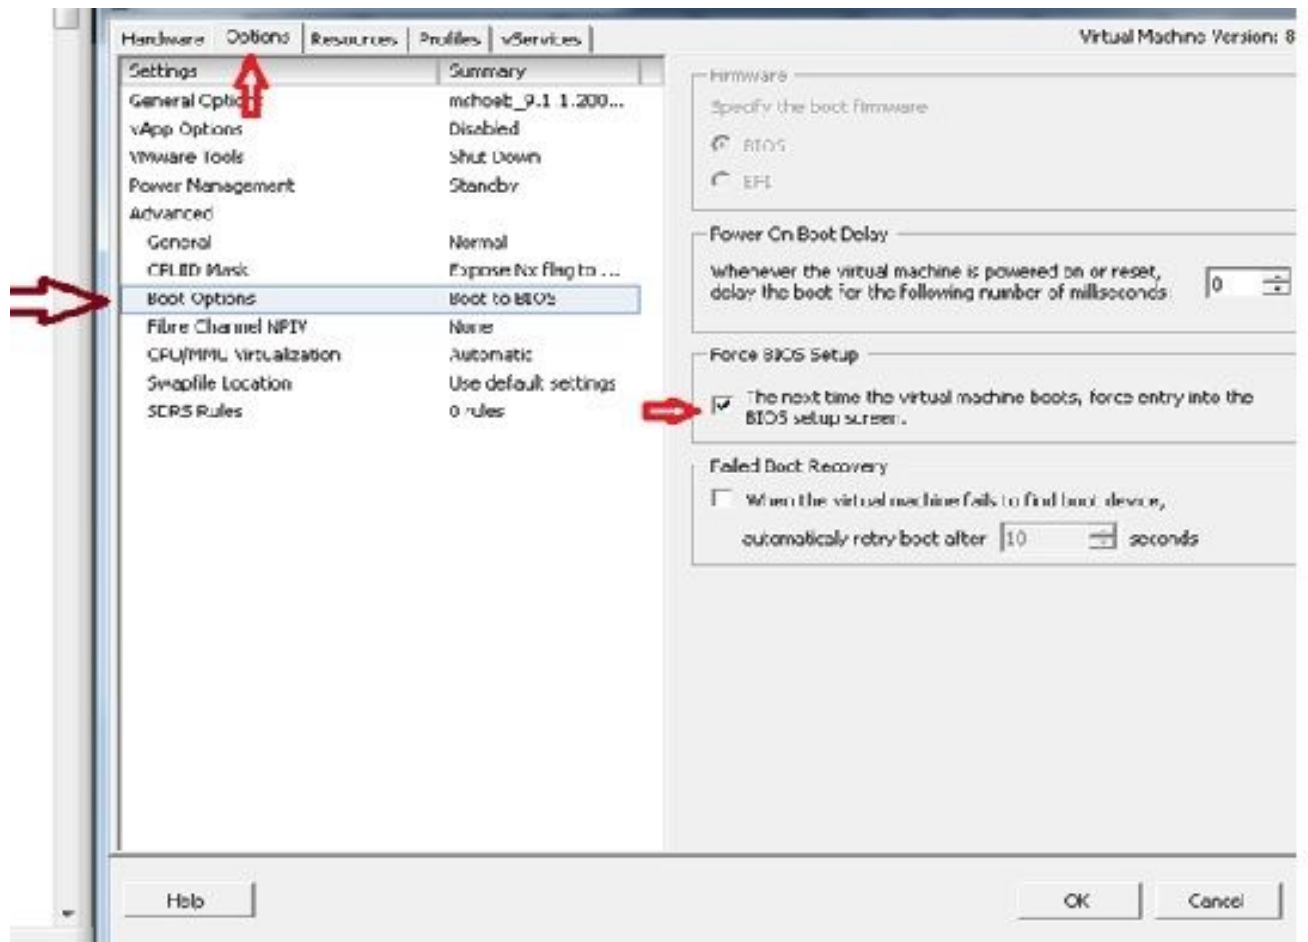 Hardware Options Resources Profiles vServices Virtual Machine Version: 8
Settings Summary
General Options mshoeb_9.1.1.200...
vApp Options Disabled
VMware Tools Shut Down
Power Management Standby
Advanced
General Normal
CPUID Mask Expose Nx flag to ...
Boot Options Boot to BIOS
Fibre Channel NPIV None
CPU/MMU Virtualization Automatic
Swapfile Location Use default settings
SDRS Rules 0 rules
Firmware
Specify the boot firmware
BIOS
EFI
Power On Boot Delay
Whenever the virtual machine is powered on or reset,
delay the boot for the following number of milliseconds 0
Force BIOS Setup
The next time the virtual machine boots, force entry into the
BIOS setup screen.
Failed Boot Recovery
When the virtual machine fails to find boot device,
automaticaly retry boot after 10 seconds
Help OK Cancel